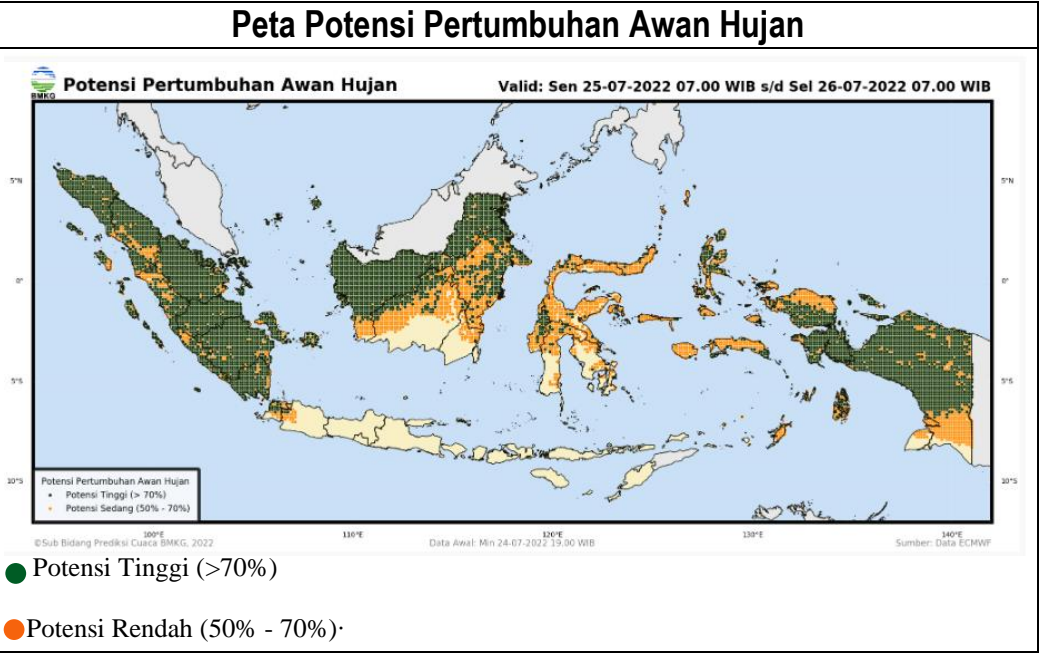 Peta Potensi Pertumbuhan Awan Hujan
BMKG
Potensi Pertumbuhan Awan Hujan
Valid: Sen 25-07-2022 07.00 WIB s/d Sel 26-07-2022 07.00 WIB
5°N
5°N
0°
0°
5°S
5°S
10°S
10°S
Potensi Pertumbuhan Awan Hujan
Potensi Tinggi (> 70%)
Potensi Sedang (50% - 70%)
100°E
110°E
120°E
130°E
140°E
©Sub Bidang Prediksi Cuaca BMKG, 2022
Data Awal: Min 24-07-2022 19.00 WIB
Sumber: Data ECMWF
Potensi Tinggi (>70%)
Potensi Rendah (50% - 70%)·